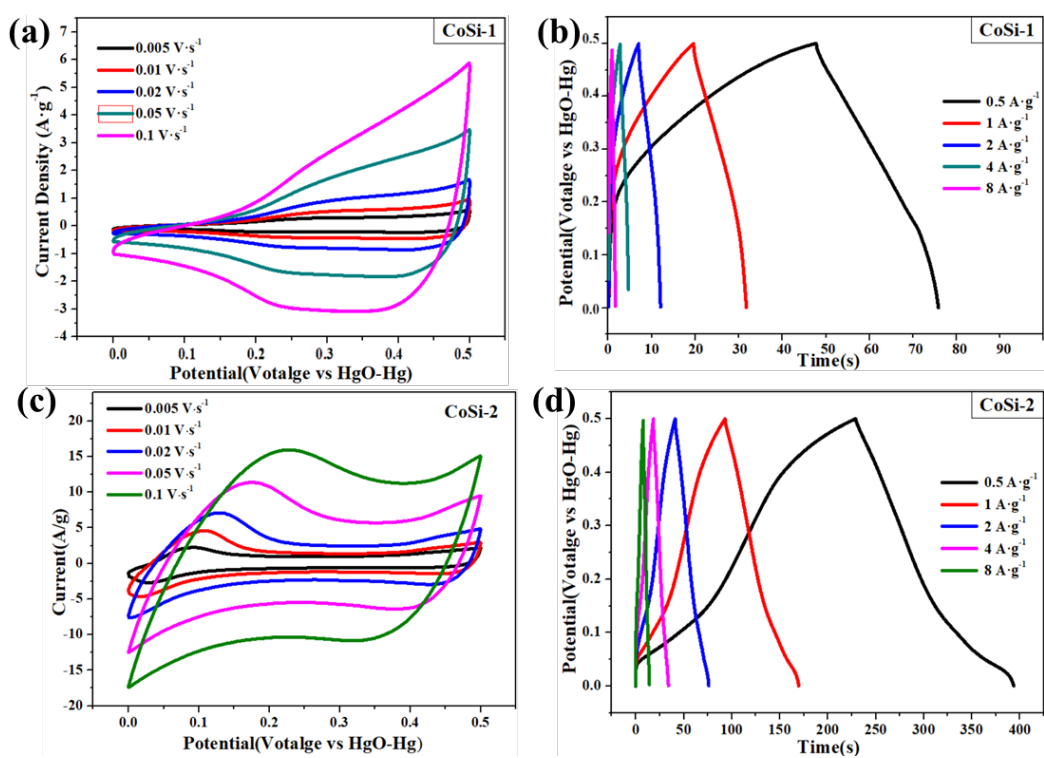 (a)
CoSi-1
0.005 V·s⁻¹
0.01 V·s⁻¹
0.02 V·s⁻¹
0.05 V·s⁻¹
0.1 V·s⁻¹
Current Density (A·g⁻¹)
7
6
5
4
3
2
1
0
-1
-2
-3
-4
0.0 0.1 0.2 0.3 0.4 0.5
Potential(Votalge vs HgO-Hg)
(b)
CoSi-1
0.5 A·g⁻¹
1 A·g⁻¹
2 A·g⁻¹
4 A·g⁻¹
8 A·g⁻¹
Potential(Votalge vs HgO-Hg)
0.5
0.4
0.3
0.2
0.1
0.0
0 10 20 30 40 50 60 70 80 90
Time(s)
(c)
CoSi-2
0.005 V·s⁻¹
0.01 V·s⁻¹
0.02 V·s⁻¹
0.05 V·s⁻¹
0.1 V·s⁻¹
Current(A/g)
25
20
15
10
5
0
-5
-10
-15
-20
0.0 0.1 0.2 0.3 0.4 0.5
Potential(Votalge vs HgO-Hg)
(d)
CoSi-2
0.5 A·g⁻¹
1 A·g⁻¹
2 A·g⁻¹
4 A·g⁻¹
8 A·g⁻¹
Potential(Votalge vs HgO-Hg)
0.5
0.4
0.3
0.2
0.1
0.0
0 50 100 150 200 250 300 350 400
Time(s)